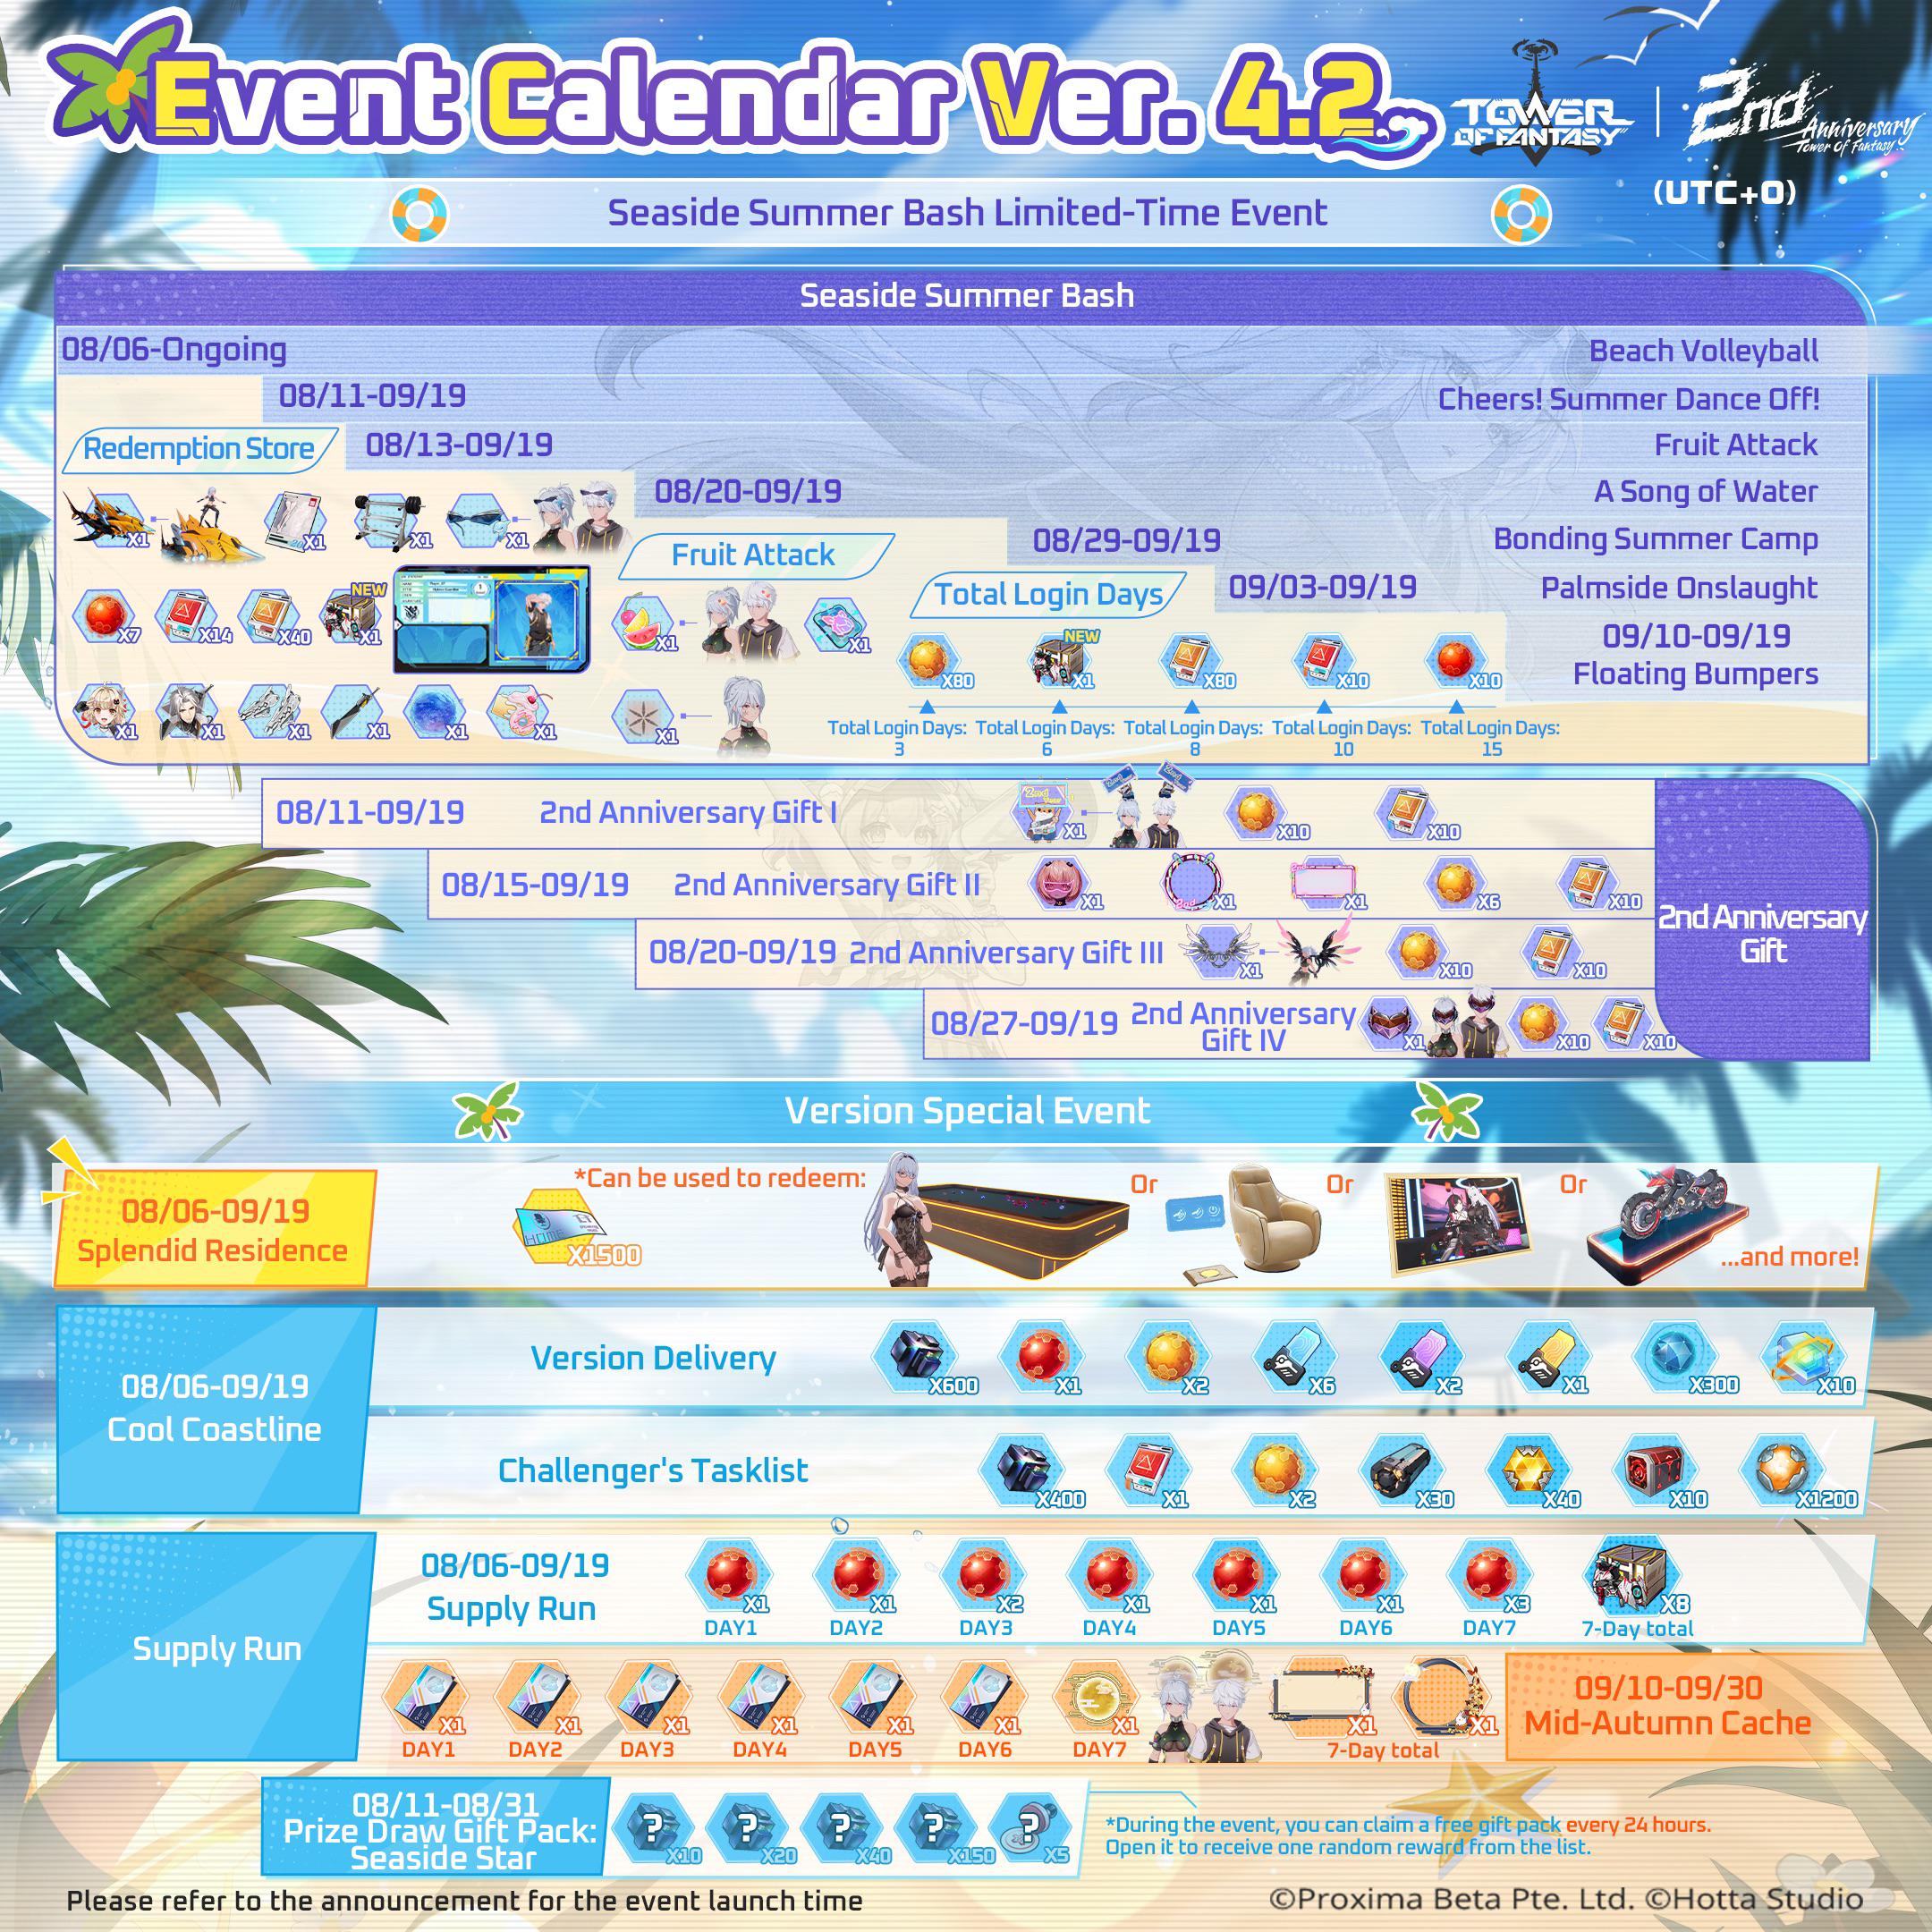 Event Calendar Ver. 4.2
TOWER OF FANTASY
2nd Anniversary
Tower Of Fantasy
(UTC+0)
Seaside Summer Bash Limited-Time Event
Seaside Summer Bash
08/06-Ongoing
Beach Volleyball
08/11-09/19
Cheers! Summer Dance Off!
08/13-09/19
Fruit Attack
08/20-09/19
A Song of Water
08/29-09/19
Bonding Summer Camp
09/03-09/19
Palmside Onslaught
09/10-09/19
Floating Bumpers
Redemption Store
X1
X1
X1
X1
X7
X14
X40
NEW
X1
X1
X1
X1
X1
X1
X1
Fruit Attack
X1
X1
X1
Total Login Days
X80
NEW
X1
X80
X10
X10
Total Login Days:
3
Total Login Days:
6
Total Login Days:
8
Total Login Days:
10
Total Login Days:
15
08/11-09/19
2nd Anniversary Gift I
X1
X10
X10
08/15-09/19
2nd Anniversary Gift II
X1
X1
X1
X6
X10
08/20-09/19
2nd Anniversary Gift III
X1
X10
X10
08/27-09/19
2nd Anniversary
Gift IV
X1
X10
X10
2nd Anniversary
Gift
Version Special Event
08/06-09/19
Splendid Residence
X1500
*Can be used to redeem:
Or
Or
Or
...and more!
08/06-09/19
Cool Coastline
Version Delivery
X600
X1
X2
X6
X2
X1
X300
X10
Challenger's Tasklist
X400
X1
X2
X30
X40
X10
X1200
Supply Run
08/06-09/19
Supply Run
X1
X1
X2
X1
X1
X1
X3
X8
DAY1
DAY2
DAY3
DAY4
DAY5
DAY6
DAY7
7-Day total
X1
X1
X1
X1
X1
X1
X1
X1
X1
DAY1
DAY2
DAY3
DAY4
DAY5
DAY6
DAY7
7-Day total
09/10-09/30
Mid-Autumn Cache
08/11-08/31
Prize Draw Gift Pack:
Seaside Star
?
X10
?
X20
?
X40
?
X150
?
X5
*During the event, you can claim a free gift pack every 24 hours.
Open it to receive one random reward from the list.
Please refer to the announcement for the event launch time
©Proxima Beta Pte. Ltd. ©Hotta Studio